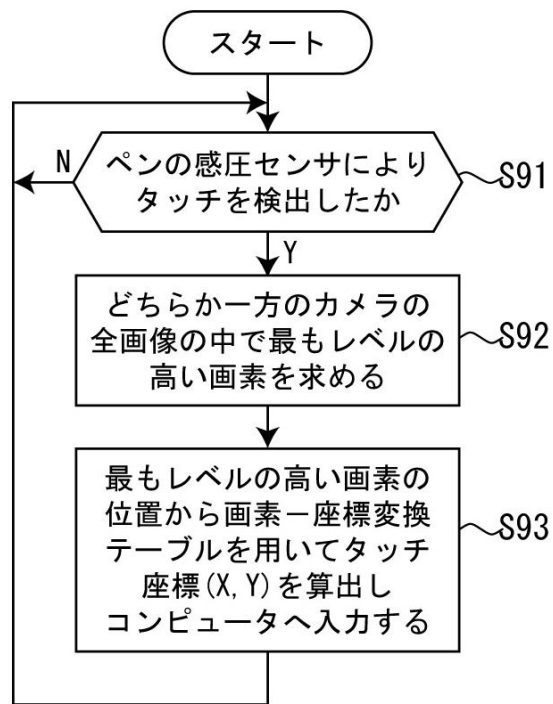 スタート
N
ペンの感圧センサにより
タッチを検出したか
S91
Y
どちらか一方のカメラの
全画像の中で最もレベルの
高い画素を求める
S92
最もレベルの高い画素の
位置から画素－座標変換
テーブルを用いてタッチ
座標(X, Y)を算出し
コンピュータへ入力する
S93